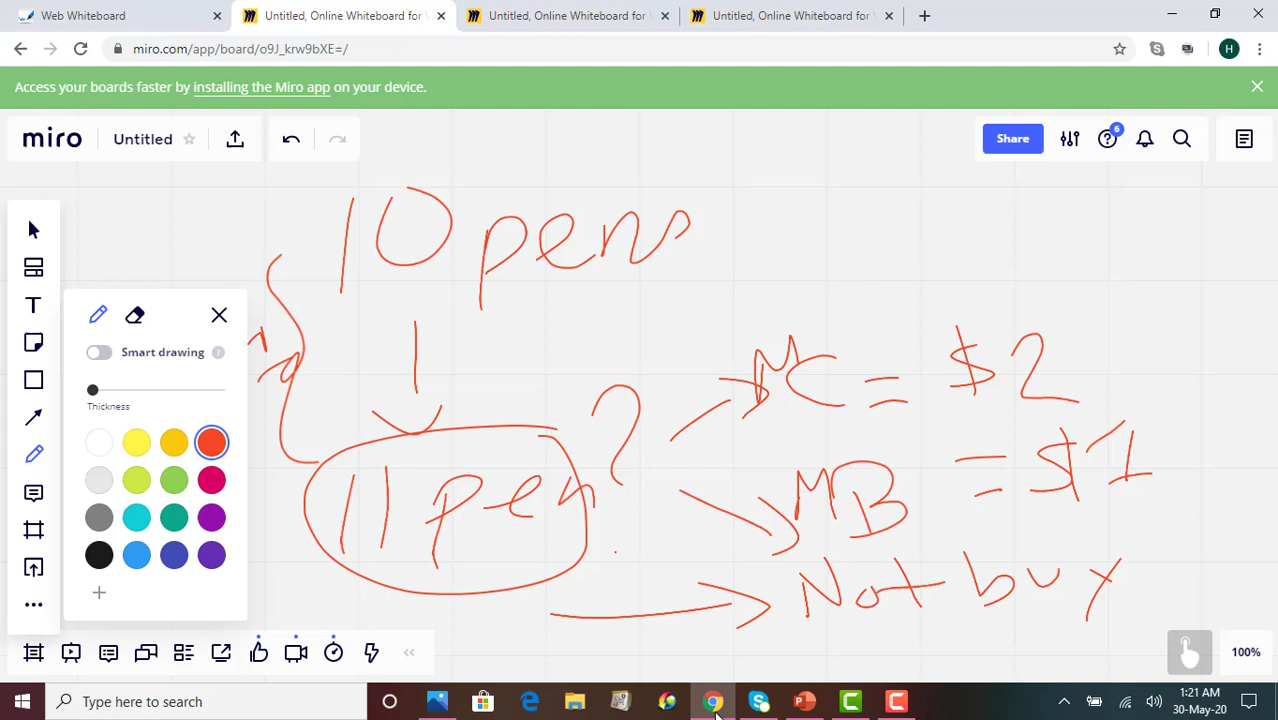 Web Whiteboard
Untitled, Online Whiteboard for
Untitled, Online Whiteboard for
Untitled, Online Whiteboard for
miro.com/app/board/o9J_krw9bXE=/
H
Access your boards faster by installing the Miro app on your device.
miro
Untitled
Share
6
10 pens
Smart drawing
Thickness
MC = $2
11 pen ?
MB = $1
Not buy
100%
Type here to search
1:21 AM
30-May-20